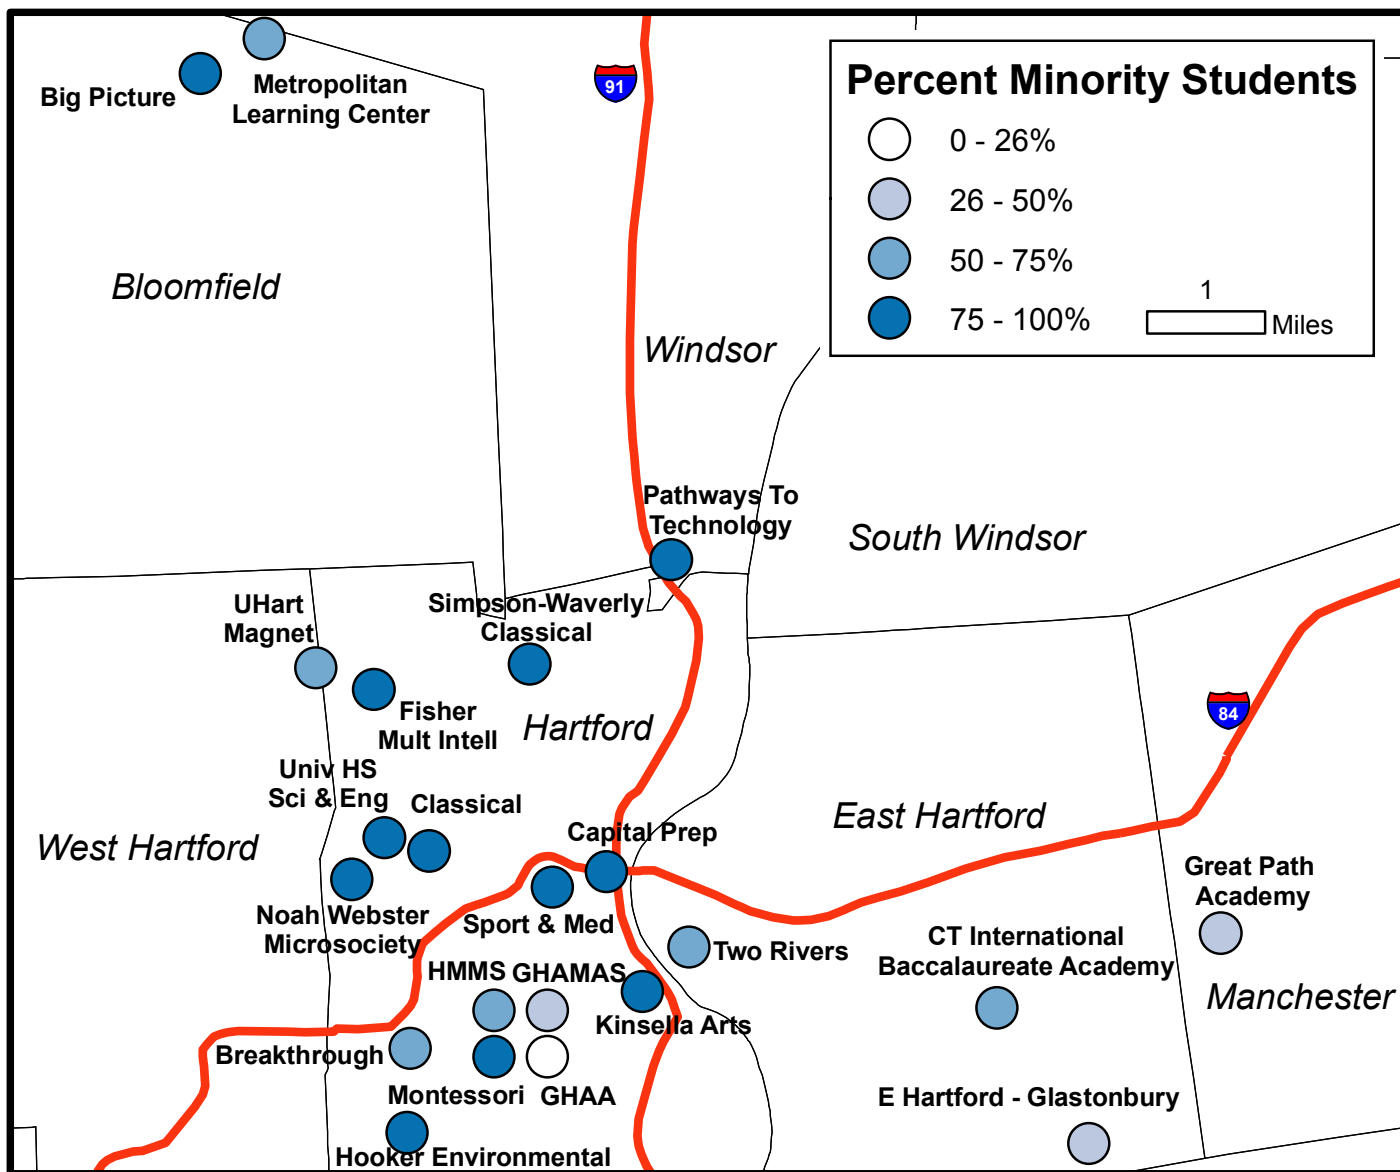 Metropolitan
Learning Center
Big Picture
91
Percent Minority Students
0 - 26%
26 - 50%
50 - 75%
75 - 100%
1
Miles
Bloomfield
Windsor
Pathways To
Technology
South Windsor
UHart
Magnet
Simpson-Waverly
Classical
Fisher
Mult Intell
Hartford
84
Univ HS
Sci & Eng
Classical
West Hartford
Capital Prep
East Hartford
Noah Webster
Microsociety
Sport & Med
Two Rivers
CT International
Baccalaureate Academy
Great Path
Academy
Manchester
HMMS
GHAMAS
Kinsella Arts
Breakthrough
Montessori
GHAA
E Hartford - Glastonbury
Hooker Environmental